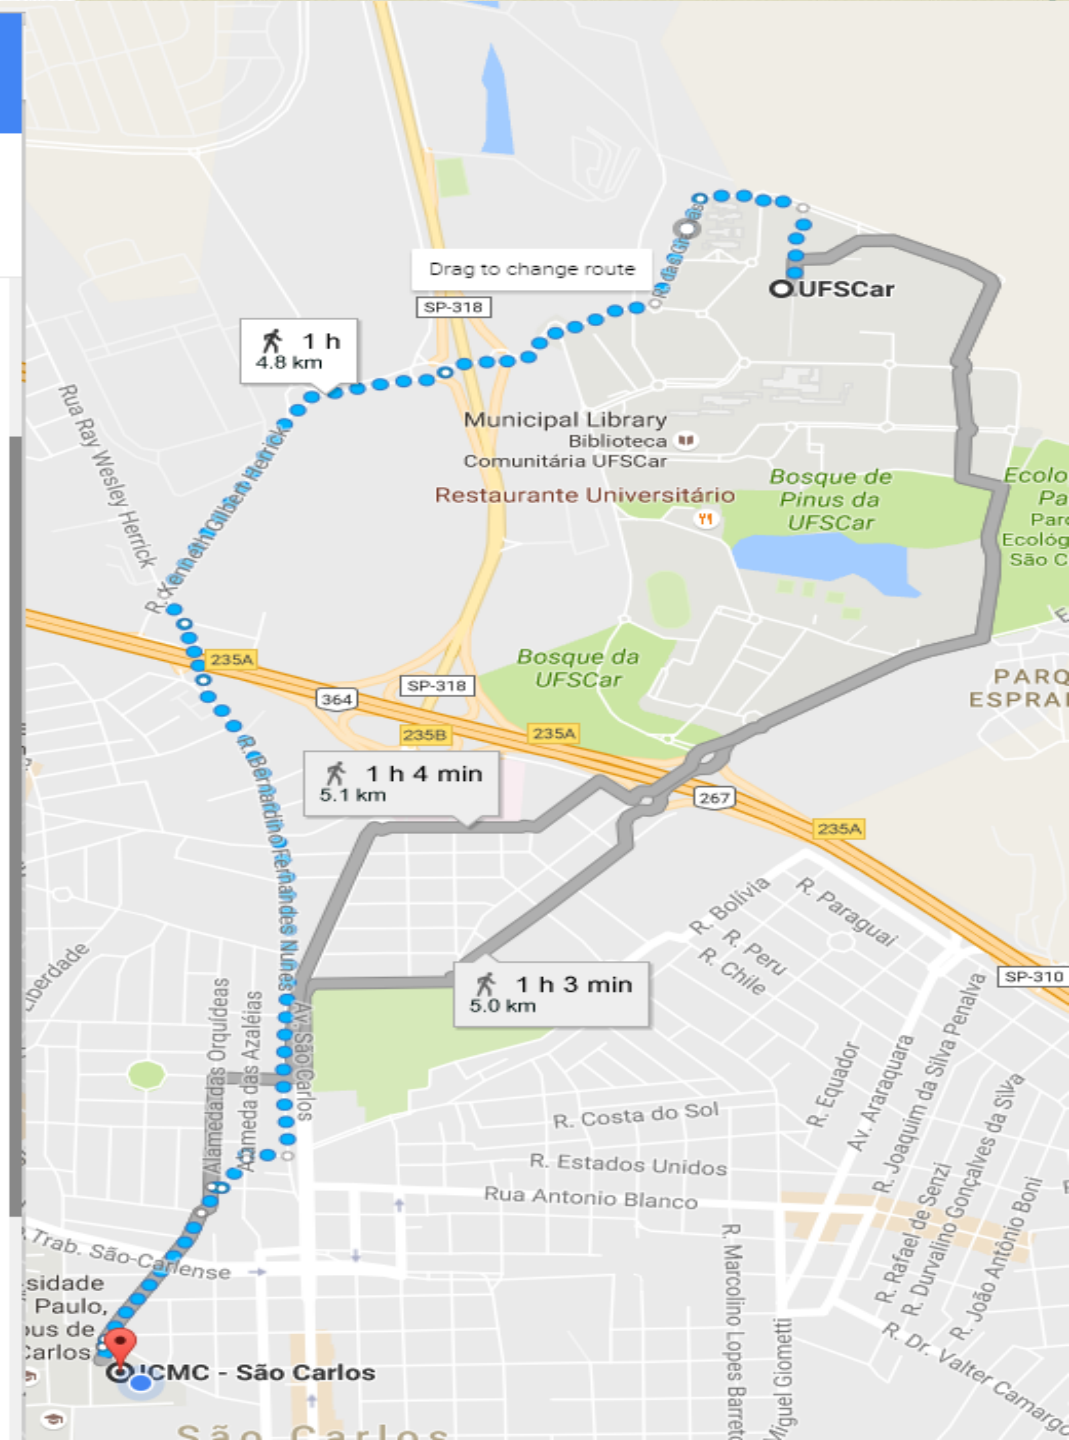 Drag to change route
UFSCar
SP-318
1 h
4.8 km
Rua Ray Wesley Herrick
R. Kenneth Gilbert Herrick
Municipal Library
Biblioteca
Comunitária UFSCar
Restaurante Universitário
Bosque de
Pinus da
UFSCar
Ecoló
Pa
Parq
Ecológ
São C
235A
364
SP-318
Bosque da
UFSCar
PARQ
ESPRA
235B
235A
1 h 4 min
5.1 km
267
235A
R. Bernardino Fernandes Nunes
R. Bolívia
R. Paraguai
R. Peru
R. Chile
Liberdade
1 h 3 min
5.0 km
SP-310
Alameda das Orquídeas
Alameda das Azaléias
Av. São Carlos
R. Equador
Av. Araraquara
R. Joaquim da Silva Penalva
R. Costa do Sol
R. Estados Unidos
Rua Antonio Blanco
R. Rafael de Senzi
R. Durvalino Gonçalves da Silva
R. João Antônio Boni
Trab. São-Carlense
R. Marcolino Lopes Barreto
Miguel Giometti
R. Dr. Valter Camargo
sidade
Paulo,
ous de
Carlos
ICMC - São Carlos
São Carlos